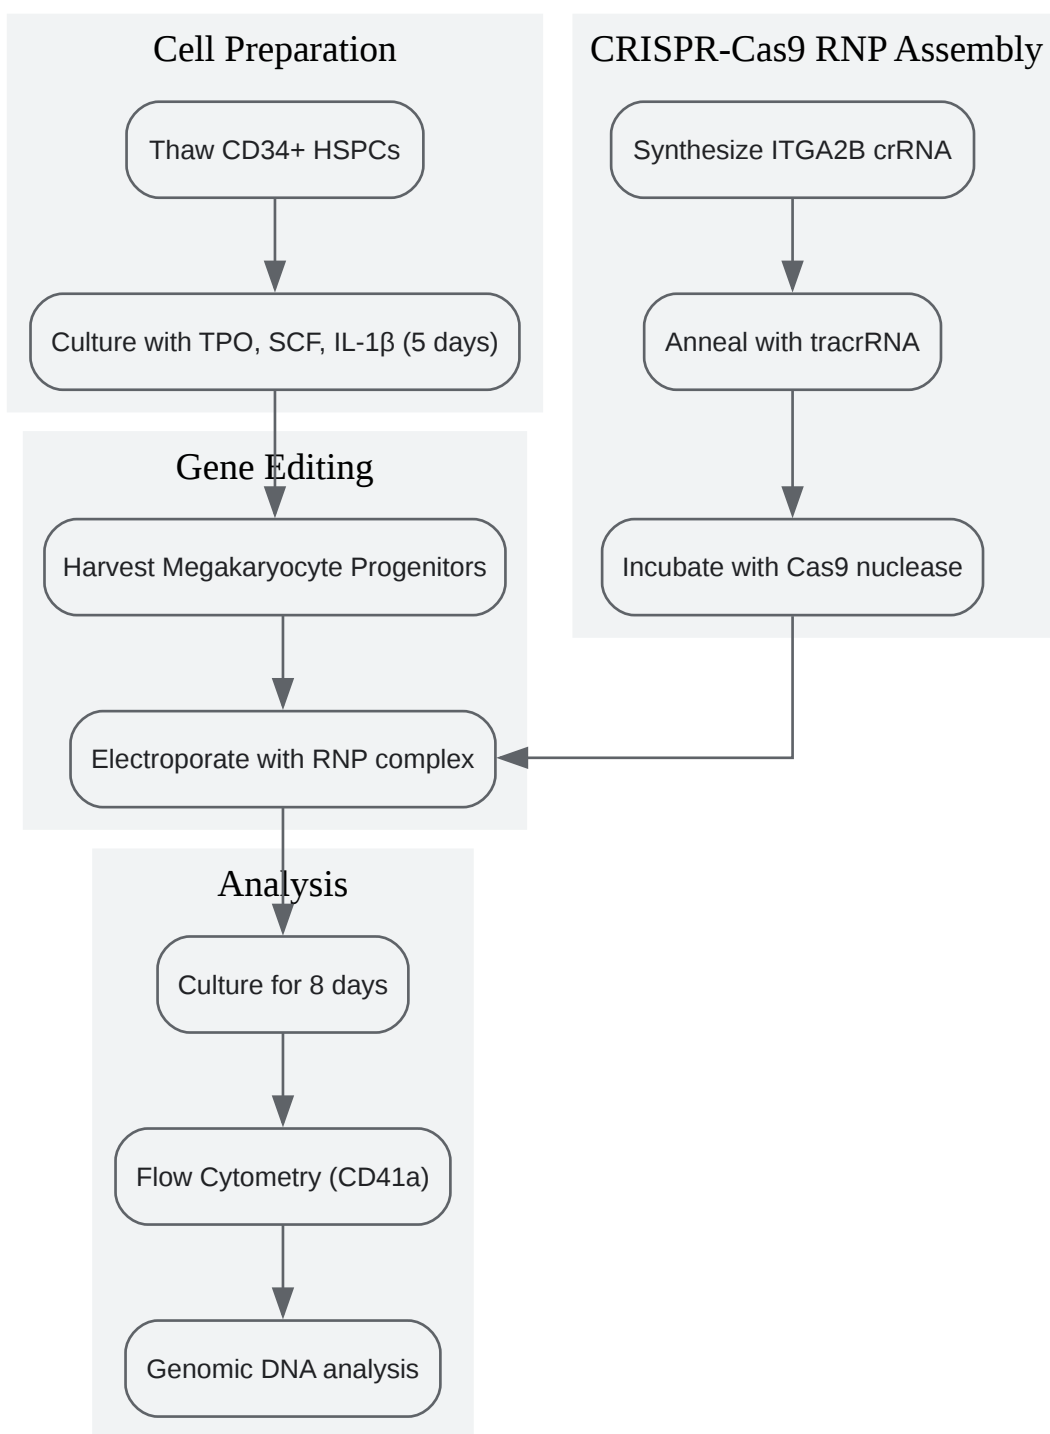 Cell Preparation
Thaw CD34+ HSPCs
Culture with TPO, SCF, IL-1β (5 days)
CRISPR-Cas9 RNP Assembly
Synthesize ITGA2B crRNA
Anneal with tracrRNA
Incubate with Cas9 nuclease
Gene Editing
Harvest Megakaryocyte Progenitors
Electroporate with RNP complex
Analysis
Culture for 8 days
Flow Cytometry (CD41a)
Genomic DNA analysis